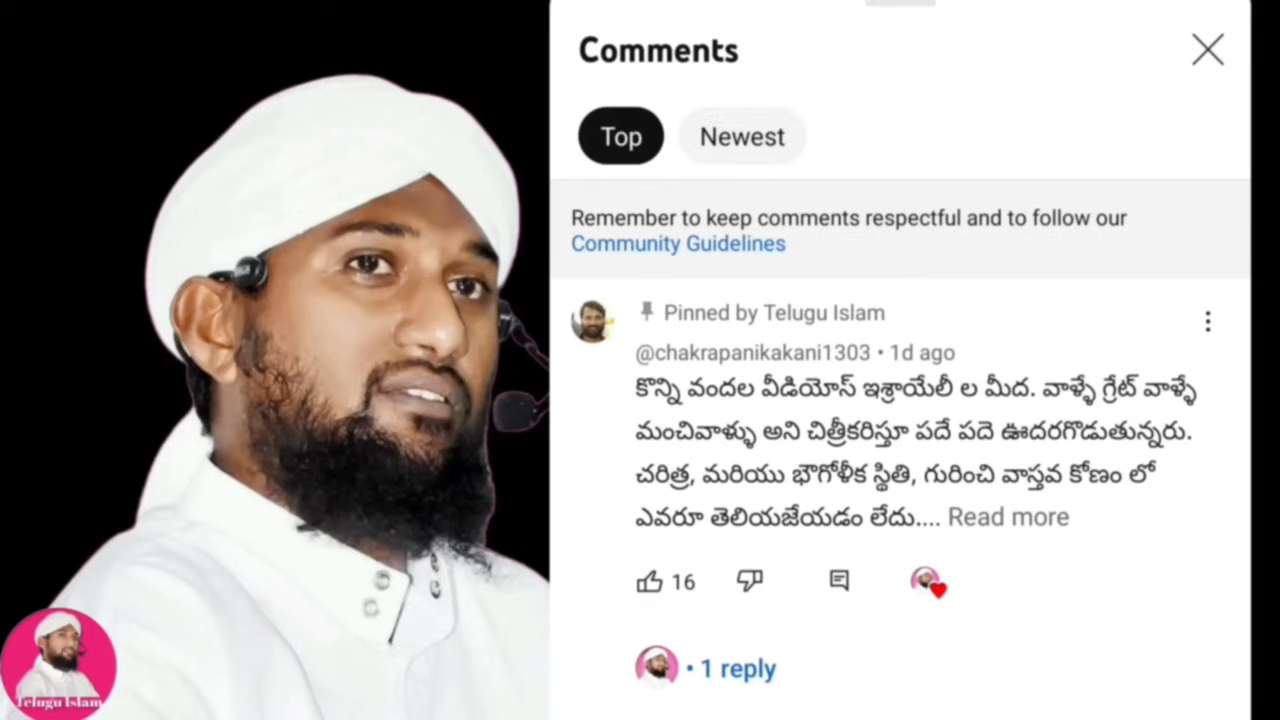 Comments
Top
Newest
Remember to keep comments respectful and to follow our
Community Guidelines
Pinned by Telugu Islam
@chakrapanikakani1303 • 1d ago
కొన్ని వందల వీడియోస్ ఇశ్రాయేలీ ల మీద. వాళ్ళే గ్రేట్ వాళ్ళే
మంచివాళ్ళు అని చిత్రీకరిస్తూ పదే పదె ఊదరగొడుతున్నరు.
చరిత్ర, మరియు భౌగోళీక స్థితి, గురించి వాస్తవ కోణం లో
ఎవరూ తెలియజేయడం లేదు.... Read more
16
• 1 reply
Telugu Islam